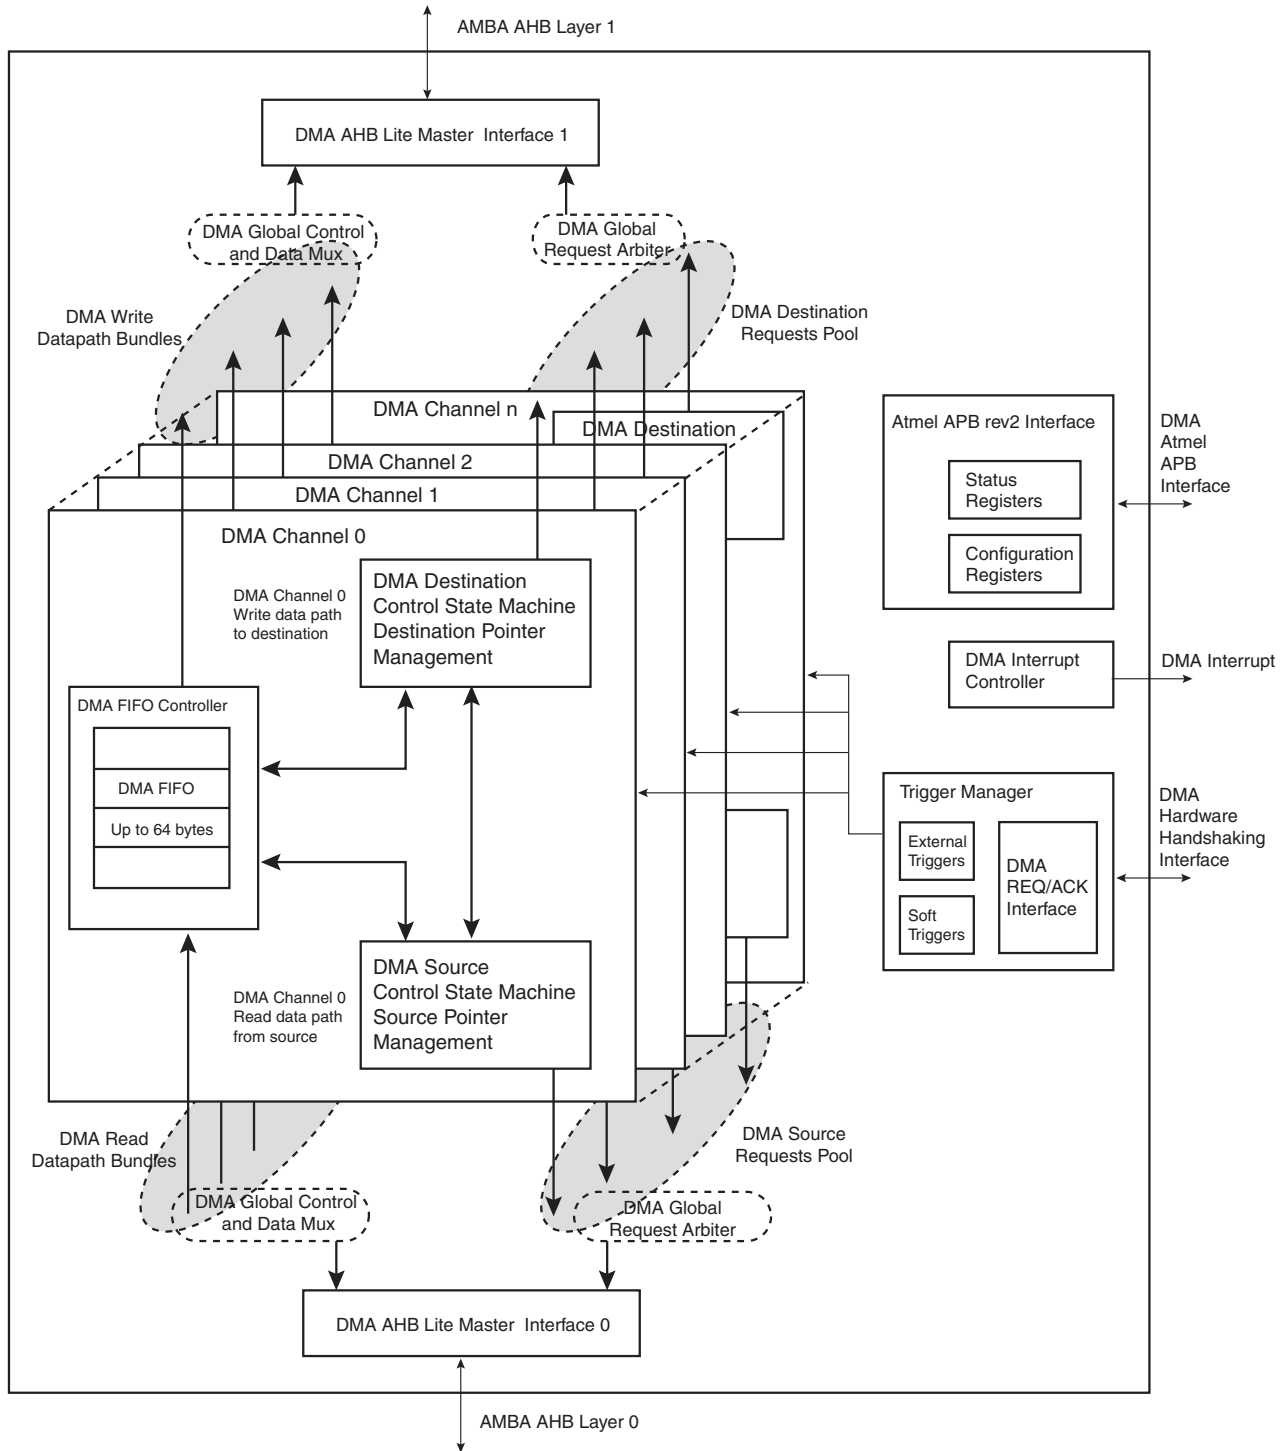 AMBA AHB Layer 1
DMA AHB Lite Master Interface 1
DMA Global Control
and Data Mux
DMA Global
Request Arbiter
DMA Write
Datapath Bundles
DMA Destination
Requests Pool
DMA Channel n
DMA Destination
DMA Channel 2
DMA Channel 1
DMA Channel 0
DMA Destination
Control State Machine
Destination Pointer
Management
DMA Channel 0
Write data path
to destination
DMA FIFO Controller
DMA FIFO
Up to 64 bytes
DMA Source
Control State Machine
Source Pointer
Management
DMA Channel 0
Read data path
from source
Atmel APB rev2 Interface
Status
Registers
Configuration
Registers
DMA
Atmel
APB
Interface
DMA Interrupt
Controller
DMA Interrupt
Trigger Manager
External
Triggers
Soft
Triggers
DMA
REQ/ACK
Interface
DMA
Hardware
Handshaking
Interface
DMA Read
Datapath Bundles
DMA Source
Requests Pool
DMA Global Control
and Data Mux
DMA Global
Request Arbiter
DMA AHB Lite Master Interface 0
AMBA AHB Layer 0